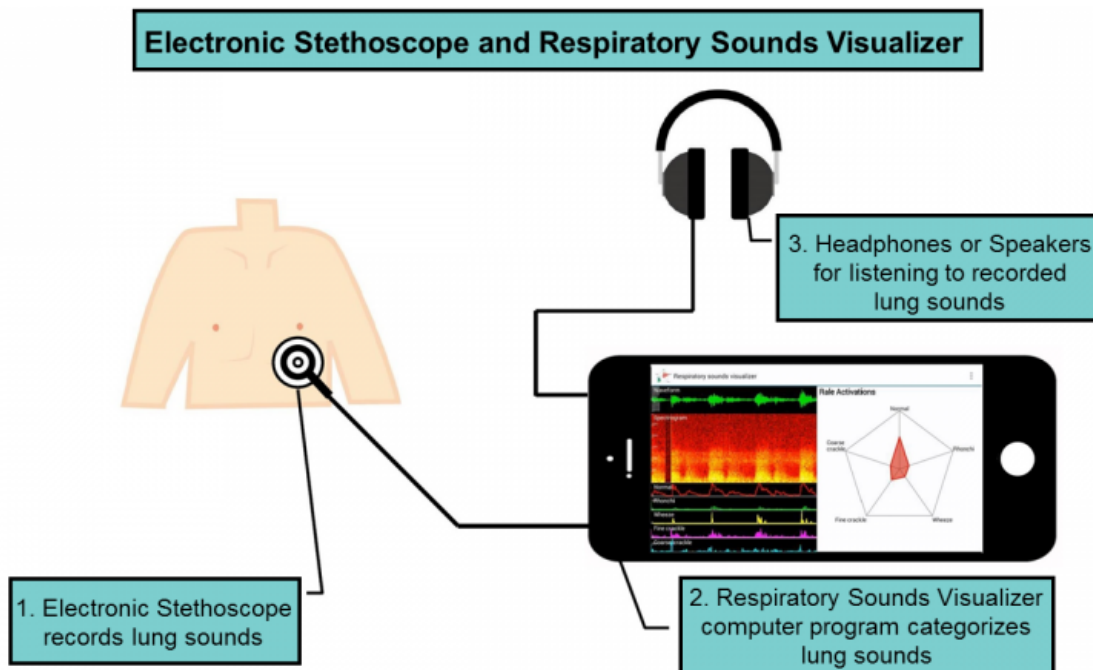 Electronic Stethoscope and Respiratory Sounds Visualizer
3. Headphones or Speakers
for listening to recorded
lung sounds
Respiratory sounds visualizer
Waveform
Spectrogram
Normal
Rhonchi
Wheeze
Fine crackle
Coarse crackle
Rale Activations
Normal
Rhonchi
Wheeze
Fine crackle
Coarse
crackle
1. Electronic Stethoscope
records lung sounds
2. Respiratory Sounds Visualizer
computer program categorizes
lung sounds